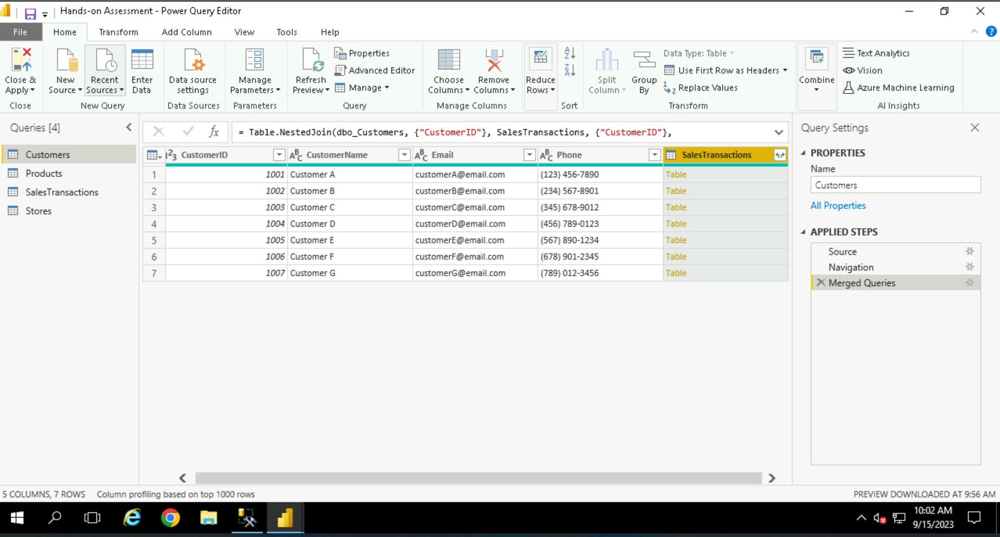 Hands-on Assessment - Power Query Editor
File Home Transform Add Column View Tools Help
Close & Apply
New Source
Recent Sources
Enter Data
Data source settings
Manage Parameters
Refresh Preview
Properties
Advanced Editor
Manage
Choose Columns
Remove Columns
Reduce Rows
Split Column
Group By
Data Type: Table
Use First Row as Headers
Replace Values
Combine
Text Analytics
Vision
Azure Machine Learning
Close New Query Data Sources Parameters Query Manage Columns Sort Transform AI Insights
Queries [4]
Customers
Products
SalesTransactions
Stores
fx = Table.NestedJoin(dbo_Customers, {"CustomerID"}, SalesTransactions, {"CustomerID"},
123 CustomerID ABC CustomerName ABC Email ABC Phone SalesTransactions
1 1001 Customer A customerA@email.com (123) 456-7890 Table
2 1002 Customer B customerB@email.com (234) 567-8901 Table
3 1003 Customer C customerC@email.com (345) 678-9012 Table
4 1004 Customer D customerD@email.com (456) 789-0123 Table
5 1005 Customer E customerE@email.com (567) 890-1234 Table
6 1006 Customer F customerF@email.com (678) 901-2345 Table
7 1007 Customer G customerG@email.com (789) 012-3456 Table
Query Settings
PROPERTIES
Name
Customers
All Properties
APPLIED STEPS
Source
Navigation
Merged Queries
5 COLUMNS, 7 ROWS Column profiling based on top 1000 rows PREVIEW DOWNLOADED AT 9:56 AM
10:02 AM
9/15/2023